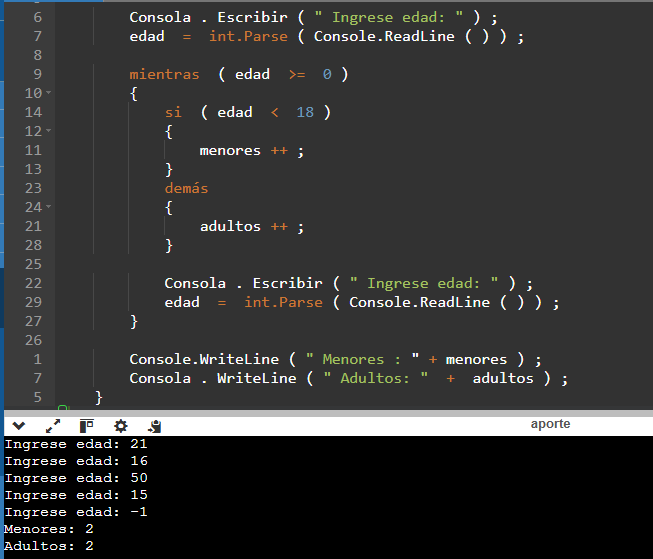 6 Consola . Escribir ( " Ingrese edad: " ) ;
7 edad = int.Parse ( Console.ReadLine ( ) ) ;
8
9 mientras ( edad >= 0 )
10 {
14 si ( edad < 18 )
12 {
11 menores ++ ;
13 }
23 demás
24 {
21 adultos ++ ;
28 }
25
22 Consola . Escribir ( " Ingrese edad: " ) ;
29 edad = int.Parse ( Console.ReadLine ( ) ) ;
27 }
26
1 Console.WriteLine ( " Menores : " + menores ) ;
7 Consola . WriteLine ( " Adultos: " + adultos ) ;
5 }
aporte
Ingrese edad: 21
Ingrese edad: 16
Ingrese edad: 50
Ingrese edad: 15
Ingrese edad: -1
Menores: 2
Adultos: 2